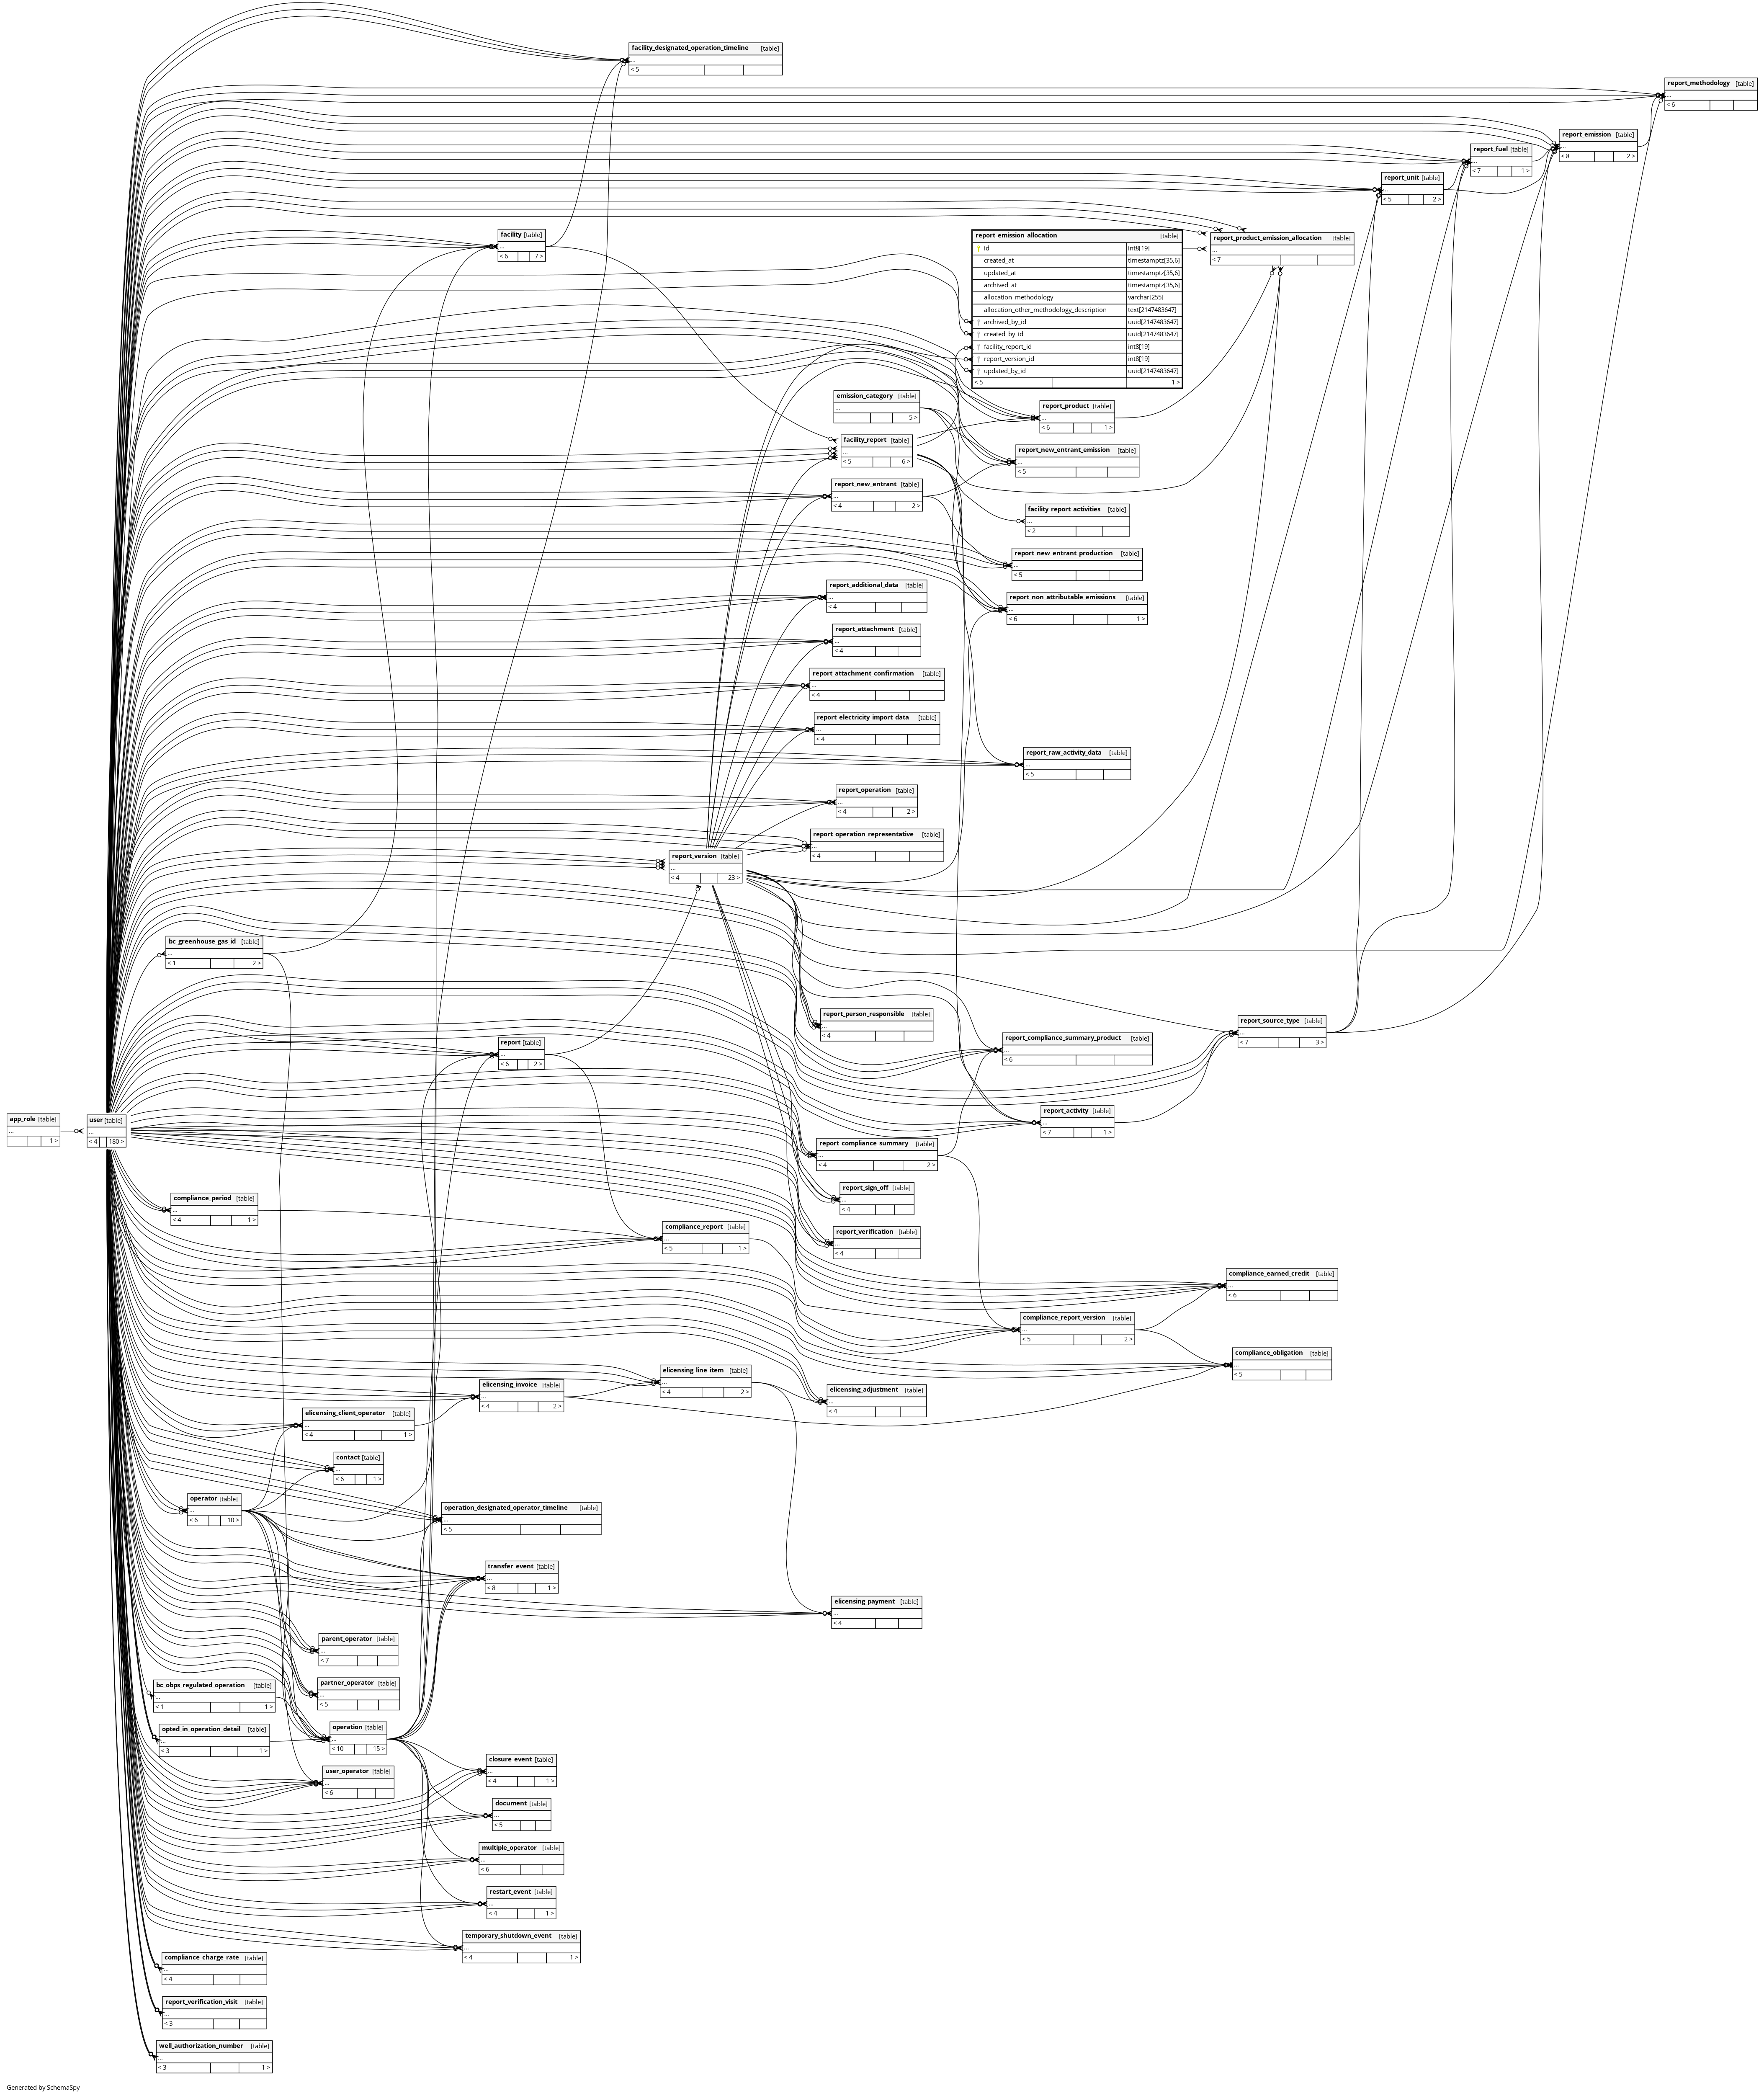 facility_designated_operation_timeline [table]
...
< 5
report_methodology [table]
...
< 6
report_emission [table]
...
< 8 2 >
report_fuel [table]
...
< 7 1 >
report_unit [table]
...
< 5 2 >
facility [table]
...
< 6 7 >
report_emission_allocation [table]
id int8[19]
created_at timestamptz[35,6]
updated_at timestamptz[35,6]
archived_at timestamptz[35,6]
allocation_methodology varchar[255]
allocation_other_methodology_description text[2147483647]
archived_by_id uuid[2147483647]
created_by_id uuid[2147483647]
facility_report_id int8[19]
report_version_id int8[19]
updated_by_id uuid[2147483647]
< 5 1 >
report_product_emission_allocation [table]
...
< 7
emission_category [table]
...
5 >
report_product [table]
...
< 6 1 >
facility_report [table]
...
< 5 6 >
report_new_entrant_emission [table]
...
< 5
report_new_entrant [table]
...
< 4 2 >
facility_report_activities [table]
...
< 2
report_new_entrant_production [table]
...
< 5
report_additional_data [table]
...
< 4
report_non_attributable_emissions [table]
...
< 6 1 >
report_attachment [table]
...
< 4
report_attachment_confirmation [table]
...
< 4
report_electricity_import_data [table]
...
< 4
report_raw_activity_data [table]
...
< 5
report_operation [table]
...
< 4 2 >
report_operation_representative [table]
...
< 4
report_version [table]
...
< 4 23 >
bc_greenhouse_gas_id [table]
...
< 1 2 >
report_person_responsible [table]
...
< 4
report_source_type [table]
...
< 7 3 >
report [table]
...
< 6 2 >
report_compliance_summary_product [table]
...
< 6
report_activity [table]
...
< 7 1 >
app_role [table]
...
1 >
user [table]
...
< 4 180 >
report_compliance_summary [table]
...
< 4 2 >
report_sign_off [table]
...
< 4
compliance_period [table]
...
< 4 1 >
compliance_report [table]
...
< 5 1 >
report_verification [table]
...
< 4
compliance_earned_credit [table]
...
< 6
compliance_report_version [table]
...
< 5 2 >
compliance_obligation [table]
...
< 5
elicensing_line_item [table]
...
< 4 2 >
elicensing_invoice [table]
...
< 4 2 >
elicensing_adjustment [table]
...
< 4
elicensing_client_operator [table]
...
< 4 1 >
contact [table]
...
< 6 1 >
operator [table]
...
< 6 10 >
operation_designated_operator_timeline [table]
...
< 5
transfer_event [table]
...
< 8 1 >
elicensing_payment [table]
...
< 4
parent_operator [table]
...
< 7
bc_obps_regulated_operation [table]
...
< 1 1 >
partner_operator [table]
...
< 5
opted_in_operation_detail [table]
...
< 3 1 >
operation [table]
...
< 10 15 >
closure_event [table]
...
< 4 1 >
user_operator [table]
...
< 6
document [table]
...
< 5
multiple_operator [table]
...
< 6
restart_event [table]
...
< 4 1 >
temporary_shutdown_event [table]
...
< 4 1 >
compliance_charge_rate [table]
...
< 4
report_verification_visit [table]
...
< 3
well_authorization_number [table]
...
< 3 1 >
Generated by SchemaSpy